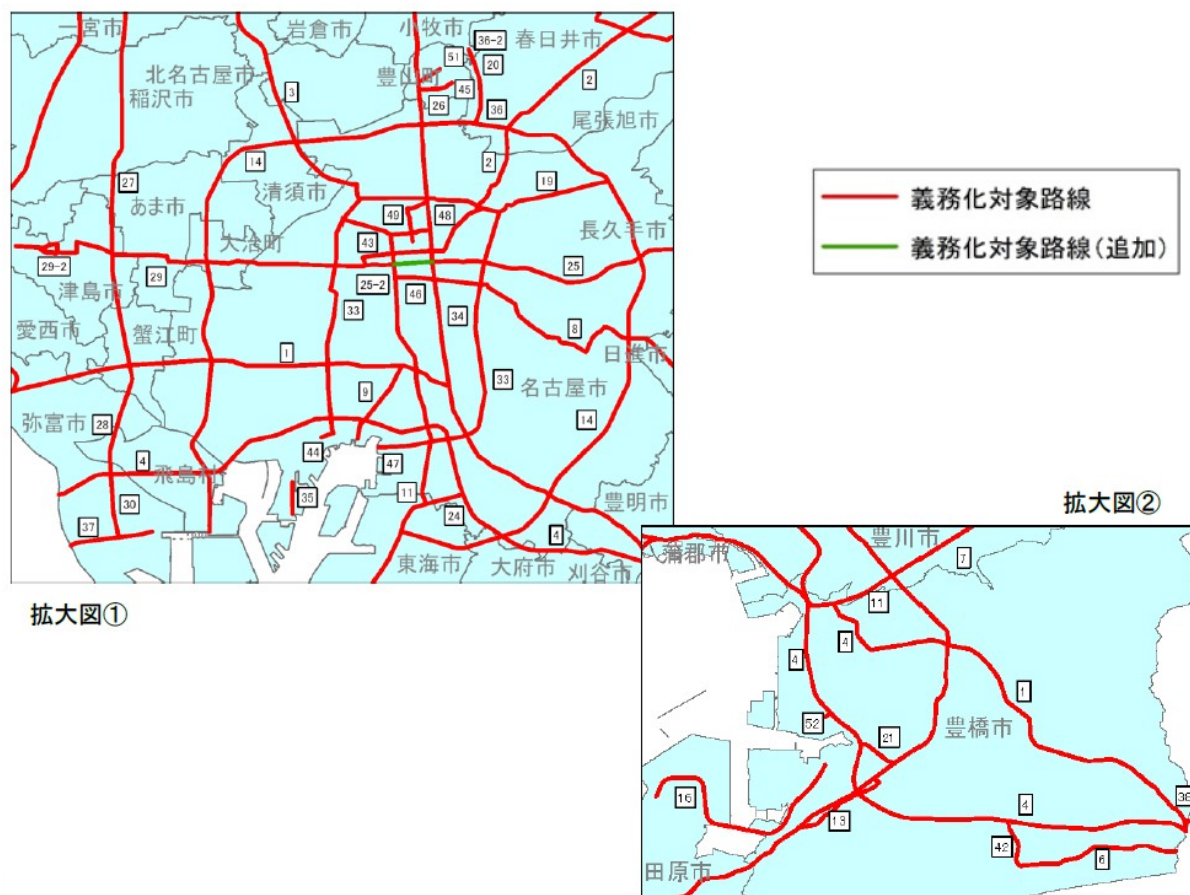 一宮市
岩倉市
小牧市
36-2
春日井市
51
20
北名古屋市
豊山町
2
稲沢市
3
45
26
36
尾張旭市
14
2
27
清須市
19
あま市
49
48
長久手市
大治町
43
29-2
29
25
津島市
25-2
46
33
34
愛西市
蟹江町
8
1
日進市
33
名古屋市
9
14
弥富市
28
44
4
飛島村
47
35
11
30
豊明市
24
37
4
東海市
大府市
刈谷市
拡大図①
義務化対象路線
義務化対象路線(追加)
拡大図②
蒲郡市
豊川市
7
11
4
4
1
52
21
豊橋市
16
38
4
13
42
6
田原市